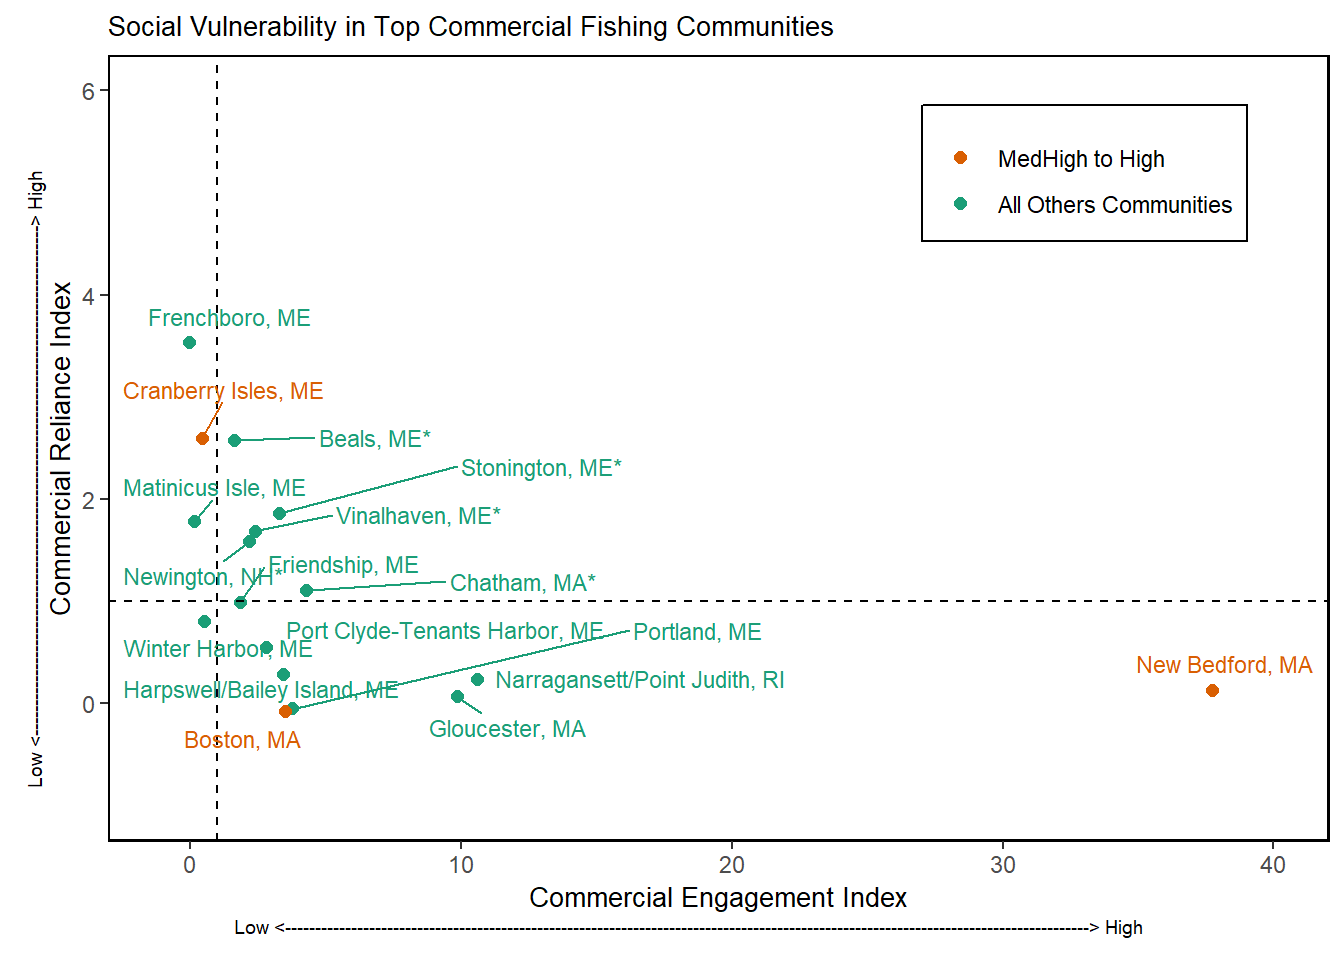 Social Vulnerability in Top Commercial Fishing Communities
6
MedHigh to High
All Others Communities
4
Frenchboro, ME
Cranberry Isles, ME
Beals, ME*
Stonington, ME*
Matinicus Isle, ME
2
Vinalhaven, ME*
Friendship, ME
Newington, NH*
Chatham, MA*
Port Clyde-Tenants Harbor, ME
Portland, ME
Winter Harbor, ME
New Bedford, MA
Narragansett/Point Judith, RI
Harpswell/Bailey Island, ME
0
Gloucester, MA
Boston, MA
Commercial Reliance Index
Low <------------------------------------------------------------------------------------> High
0 10 20 30 40
Commercial Engagement Index
Low <--------------------------------------------------------------------------------------------------------------------------------------> High